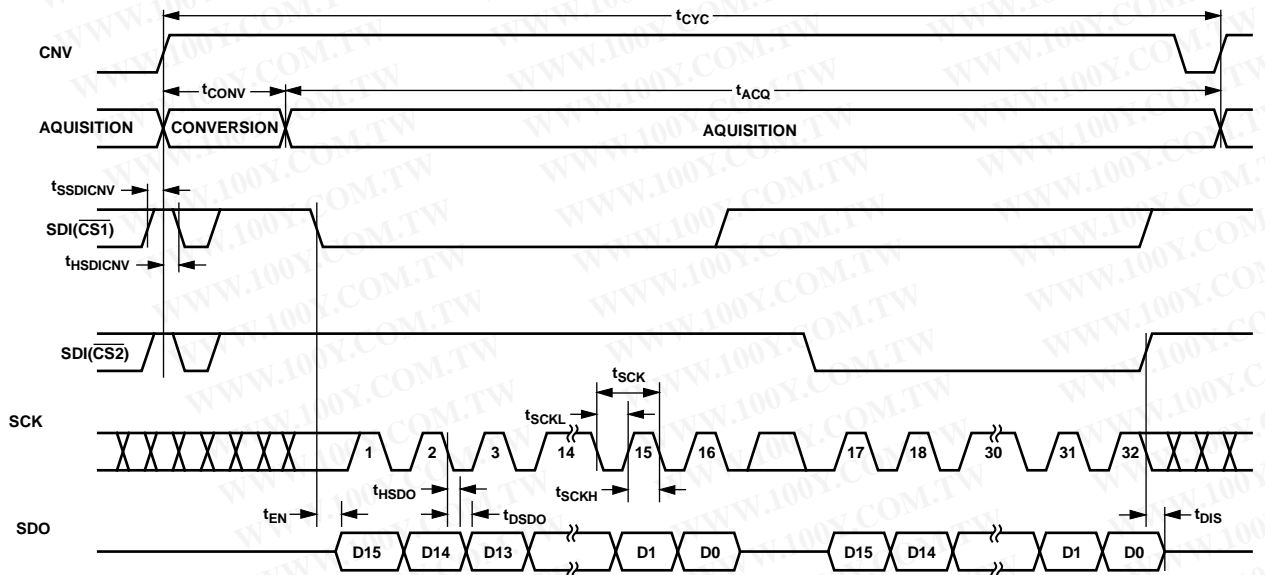 tCYC
CNV
tCONV
tACQ
AQUISITION
CONVERSION
AQUISITION
tSSDICNV
SDI(CS1)
tHSDICNV
SDI(CS2)
tSCK
tSCKL
SCK
1 2 3 14 15 16 17 18 30 31 32
tHSDO
tSCKH
tEN
tDSDO
tDIS
SDO
D15 D14 D13 D1 D0 D15 D14 D1 D0
WWW.100Y.COM.TW